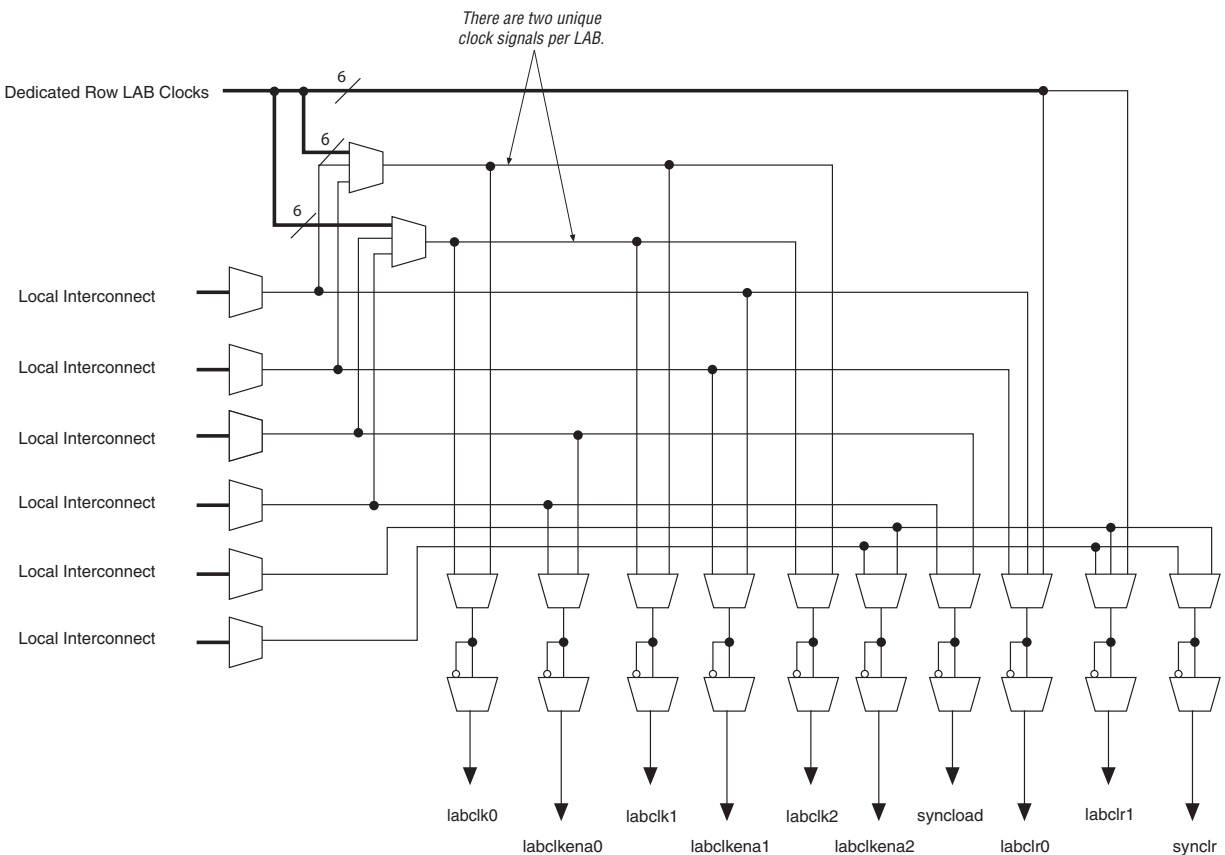 There are two unique
clock signals per LAB.
6
Dedicated Row LAB Clocks
6
6
Local Interconnect
Local Interconnect
Local Interconnect
Local Interconnect
Local Interconnect
Local Interconnect
labclk0
labclk1
labclk2
syncload
labclr1
labclkena0
labclkena1
labclkena2
labclr0
synclr